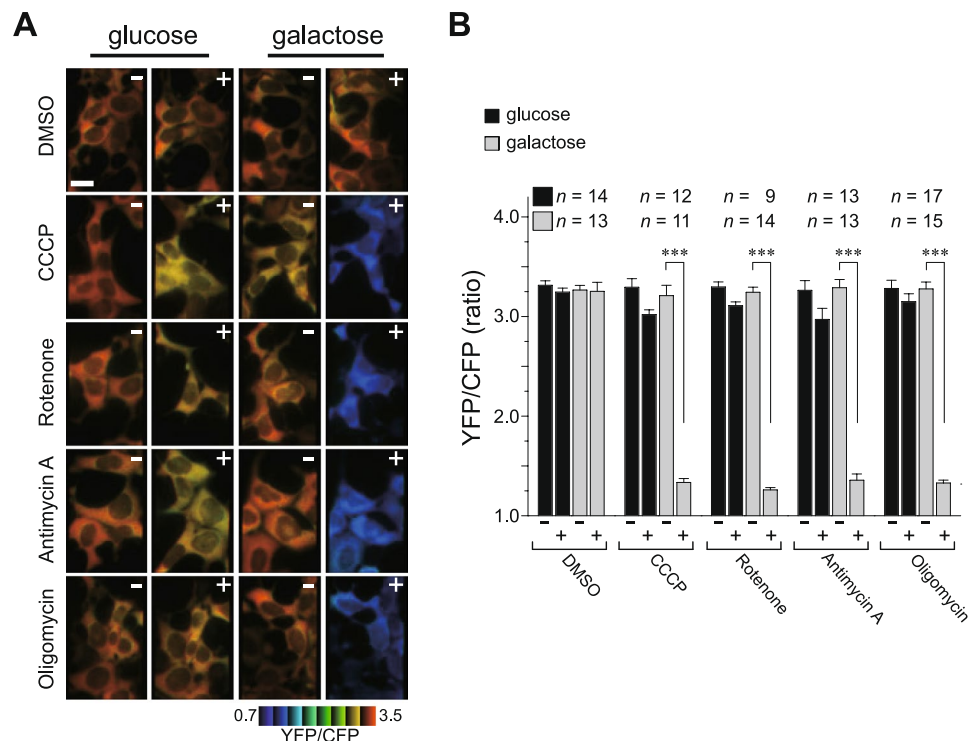 A
glucose galactose
- + - +
DMSO
- + - +
CCCP
- + - +
Rotenone
- + - +
Antimycin A
- + - +
Oligomycin
0.7 3.5
YFP/CFP
B
glucose
galactose
n = 14 n = 12 n = 9 n = 13 n = 17
n = 13 n = 11 n = 14 n = 13 n = 15
*** *** *** ***
YFP/CFP (ratio)
4.0
3.0
2.0
1.0
- + - + - + - + - + - + - + - + - + - +
DMSO
CCCP
Rotenone
Antimycin A
Oligomycin